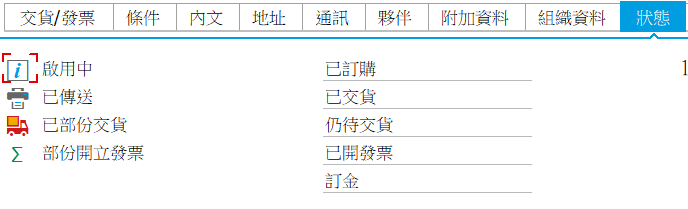 交貨/發票 條件 內文 地址 通訊 夥伴 附加資料 組織資料 狀態
啟用中 已訂購 1
已傳送 已交貨
已部份交貨 仍待交貨
部份開立發票 已開發票
訂金